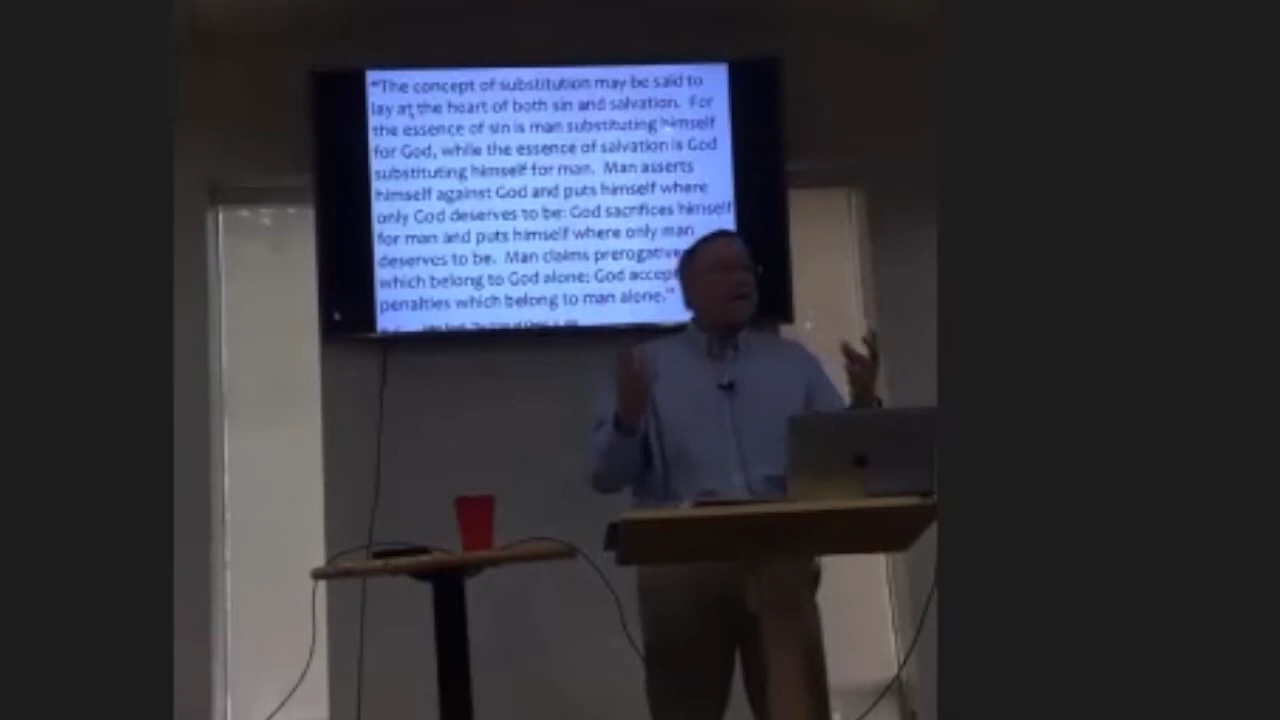 “The concept of substitution may be said to
lay at the heart of both sin and salvation. For
the essence of sin is man substituting himself
for God, while the essence of salvation is God
substituting himself for man. Man asserts
himself against God and puts himself where
only God deserves to be: God sacrifices himself
for man and puts himself where only man
deserves to be. Man claims prerogative
which belong to God alone: God accep
penalties which belong to man alone.”